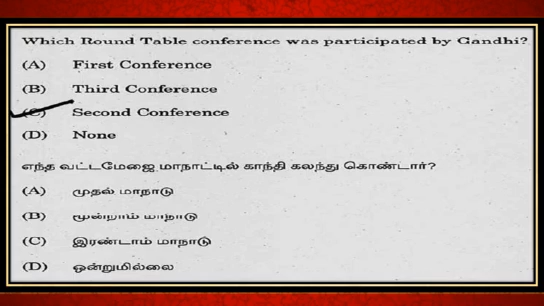 Which Round Table conference was participated by Gandhi?
(A) First Conference
(B) Third Conference
(C) Second Conference
(D) None
எந்த வட்டமேஜை மாநாட்டில் காந்தி கலந்து கொண்டார்?
(A) முதல் மாநாடு
(B) மூன்றாம் மாநாடு
(C) இரண்டாம் மாநாடு
(D) ஒன்றுமில்லை